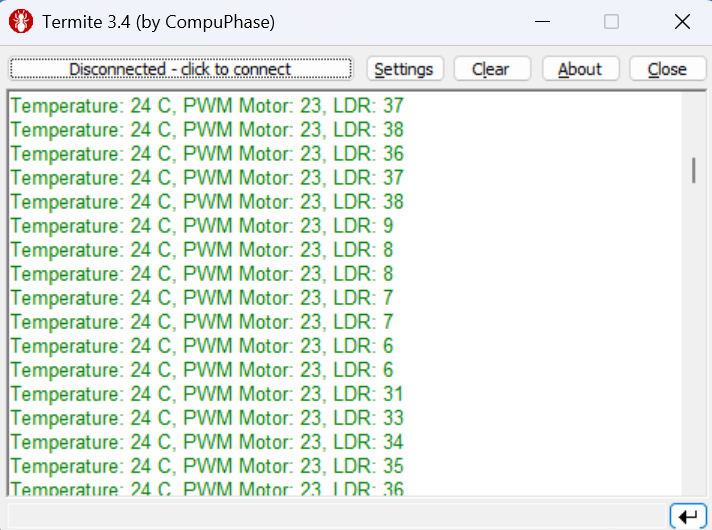 Termite 3.4 (by CompuPhase)
Disconnected - click to connect Settings Clear About Close
Temperature: 24 C, PWM Motor: 23, LDR: 37
Temperature: 24 C, PWM Motor: 23, LDR: 38
Temperature: 24 C, PWM Motor: 23, LDR: 36
Temperature: 24 C, PWM Motor: 23, LDR: 37
Temperature: 24 C, PWM Motor: 23, LDR: 38
Temperature: 24 C, PWM Motor: 23, LDR: 9
Temperature: 24 C, PWM Motor: 23, LDR: 8
Temperature: 24 C, PWM Motor: 23, LDR: 8
Temperature: 24 C, PWM Motor: 23, LDR: 7
Temperature: 24 C, PWM Motor: 23, LDR: 7
Temperature: 24 C, PWM Motor: 23, LDR: 6
Temperature: 24 C, PWM Motor: 23, LDR: 6
Temperature: 24 C, PWM Motor: 23, LDR: 31
Temperature: 24 C, PWM Motor: 23, LDR: 33
Temperature: 24 C, PWM Motor: 23, LDR: 34
Temperature: 24 C, PWM Motor: 23, LDR: 35
Temperature: 24 C, PWM Motor: 23, LDR: 36